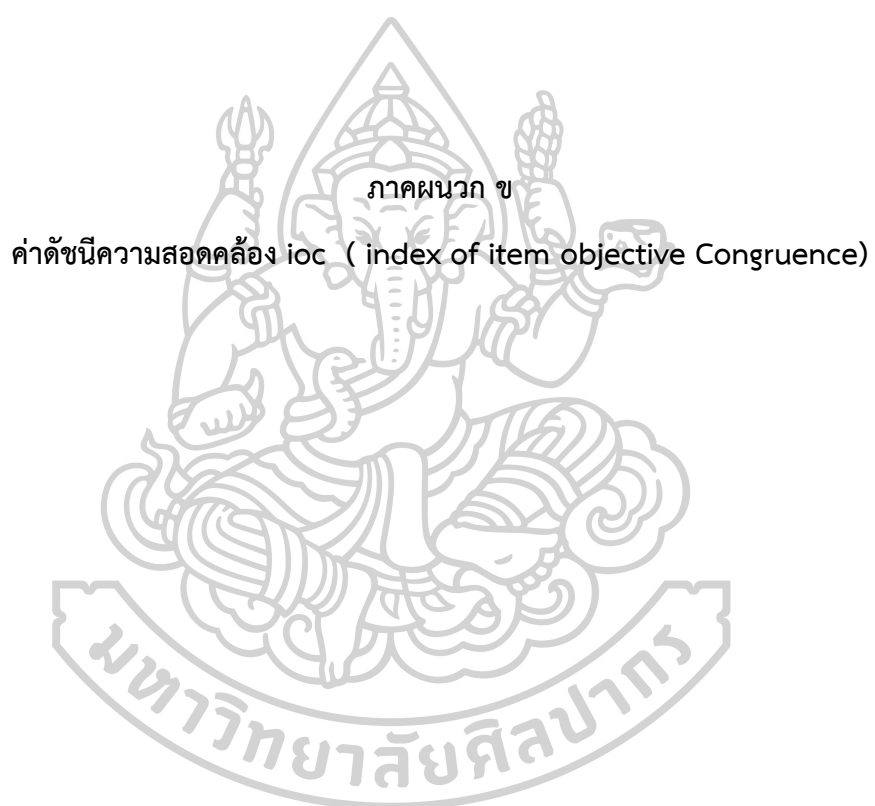 ภาคผนวก ข
ค่าดัชนีความสอดคล้อง ioc ( index of item objective Congruence)
มหาวิทยาลัยศิลปากร